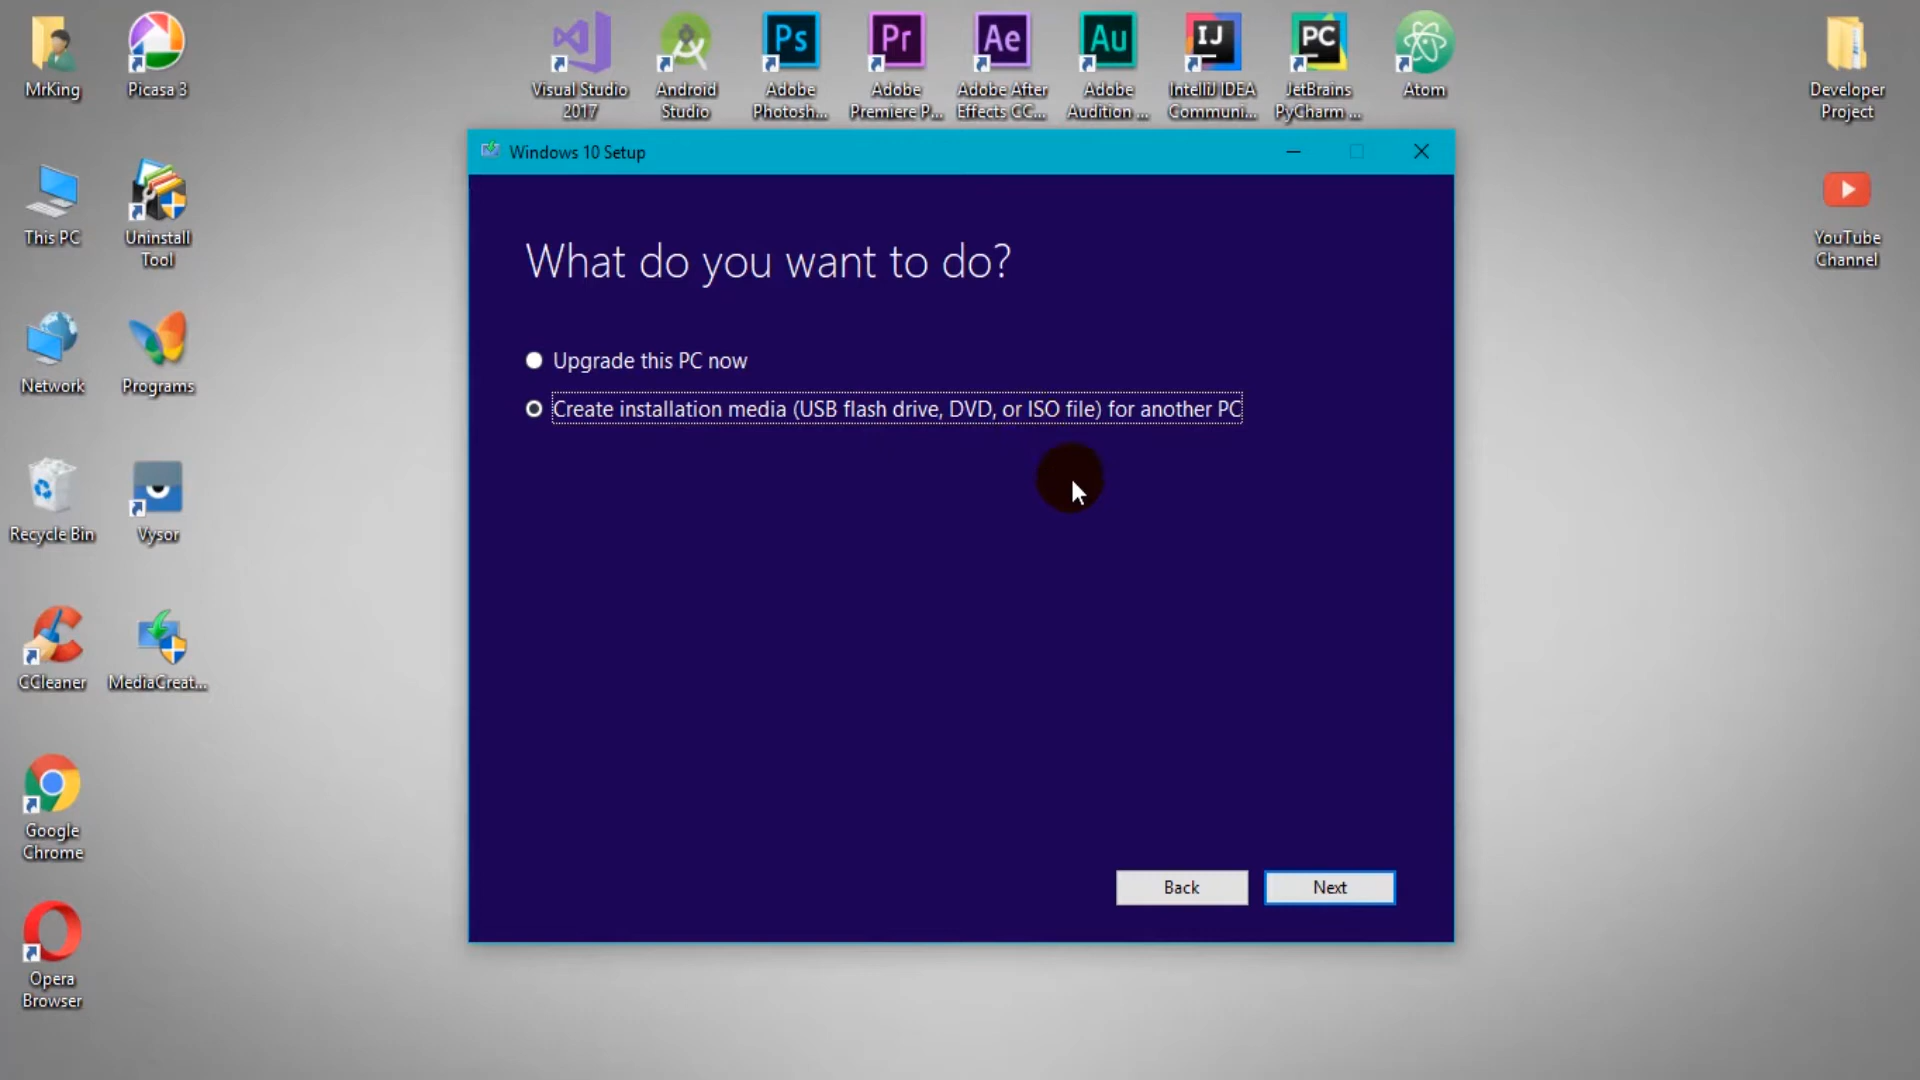 MrKing
Picasa 3
Visual Studio
2017
Android
Studio
Ps
Adobe
Photosh...
Pr
Adobe
Premiere P...
Ae
Adobe After
Effects CC...
Au
Adobe
Audition ...
IJ
IntelliJ IDEA
Communi...
PC
JetBrains
PyCharm ...
Atom
Developer
Project
This PC
Uninstall
Tool
YouTube
Channel
Network
Programs
Recycle Bin
Vysor
CCleaner
MediaCreat...
Google
Chrome
Opera
Browser
Windows 10 Setup
What do you want to do?
Upgrade this PC now
Create installation media (USB flash drive, DVD, or ISO file) for another PC
Back
Next